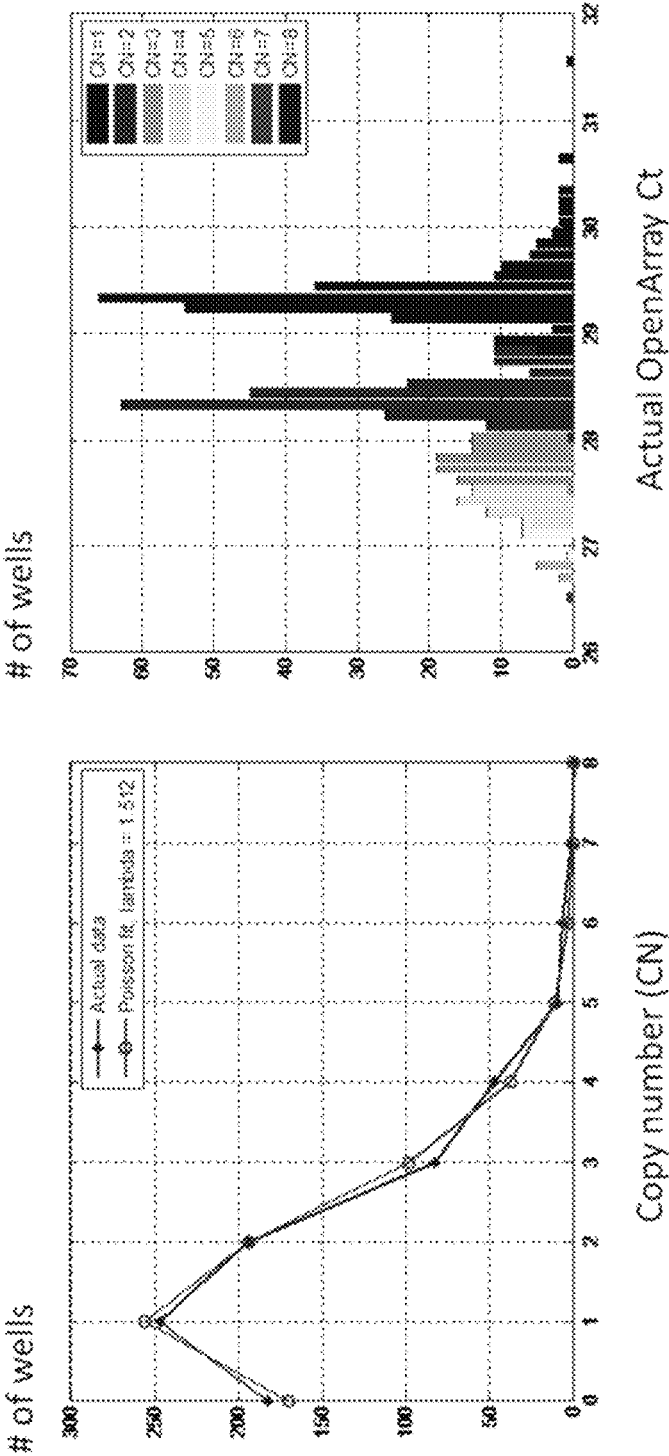 # of wells
300
250
200
150
100
50
0
0 1 2 3 4 5 6 7 8
Actual data
Poisson fit, lambda = 1.512
Copy number (CN)
# of wells
70
60
50
40
30
20
10
0
26 27 28 29 30 31 32
CN=1
CN=2
CN=3
CN=4
CN=5
CN=6
CN=7
CN=8
Actual OpenArray Ct